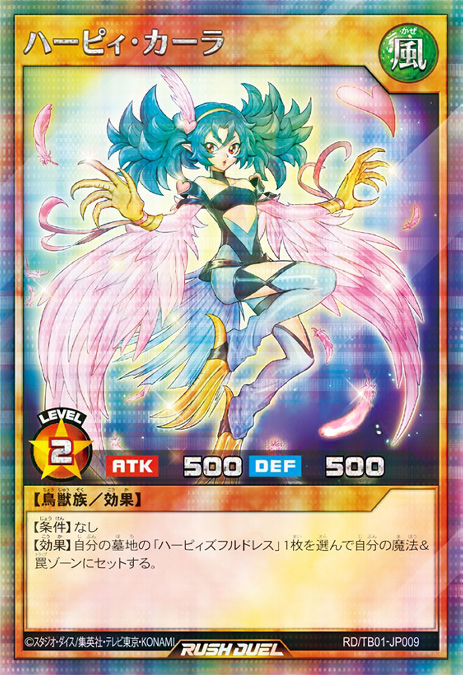 ハーピィ・カーラ
かぜ
風
LEVEL
2
ATK 500 DEF 500
【鳥獣族／効果】
【条件】なし
【効果】自分の墓地の「ハーピィズフルドレス」1枚を選んで自分の魔法＆
罠ゾーンにセットする。
©スタジオ・ダイス/集英社・テレビ東京・KONAMI RUSH DUEL RD/TB01-JP009